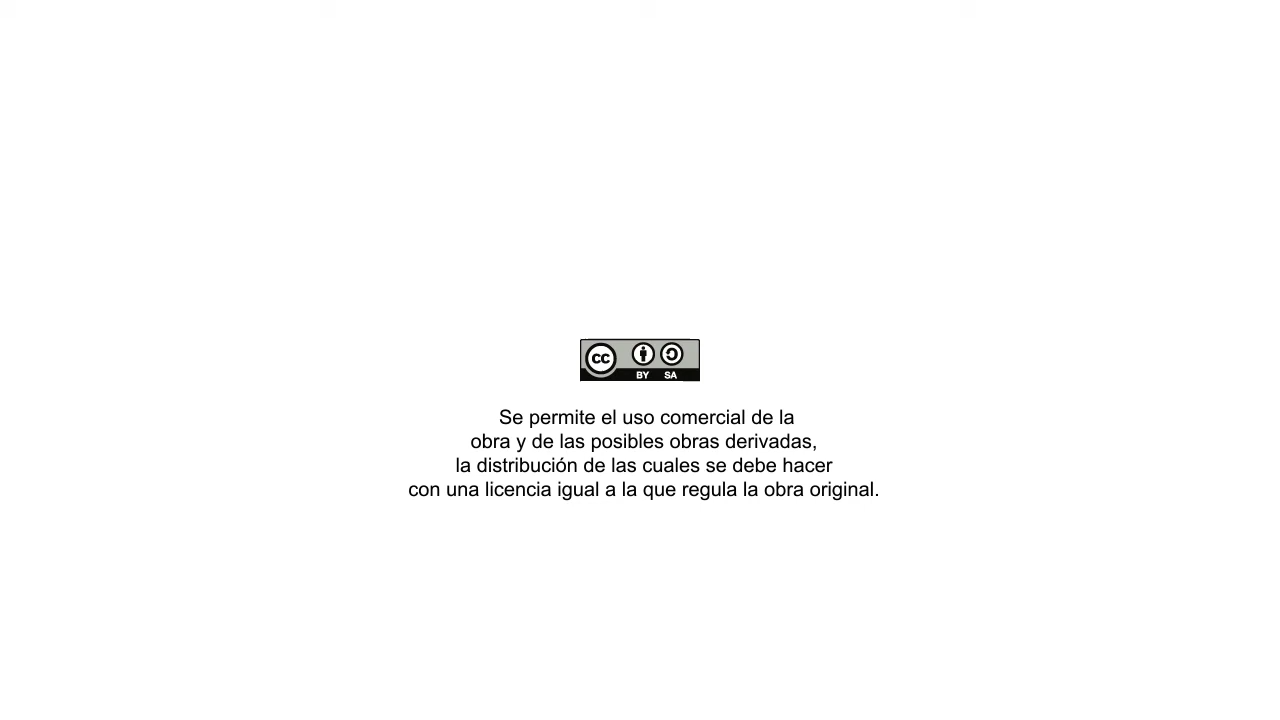 cc
BY SA
Se permite el uso comercial de la
obra y de las posibles obras derivadas,
la distribución de las cuales se debe hacer
con una licencia igual a la que regula la obra original.